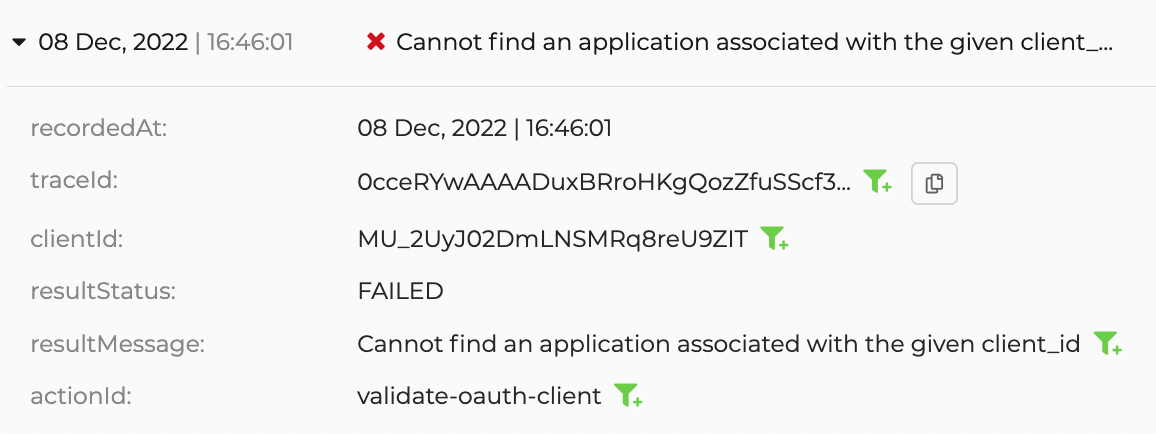 08 Dec, 2022 | 16:46:01 Cannot find an application associated with the given client_...
recordedAt: 08 Dec, 2022 | 16:46:01
traceId: 0cceRYwAAAADuxBRroHKgQozZfuSScf3...
clientId: MU_2UyJ02DmLNSMRq8reU9ZIT
resultStatus: FAILED
resultMessage: Cannot find an application associated with the given client_id
actionId: validate-oauth-client